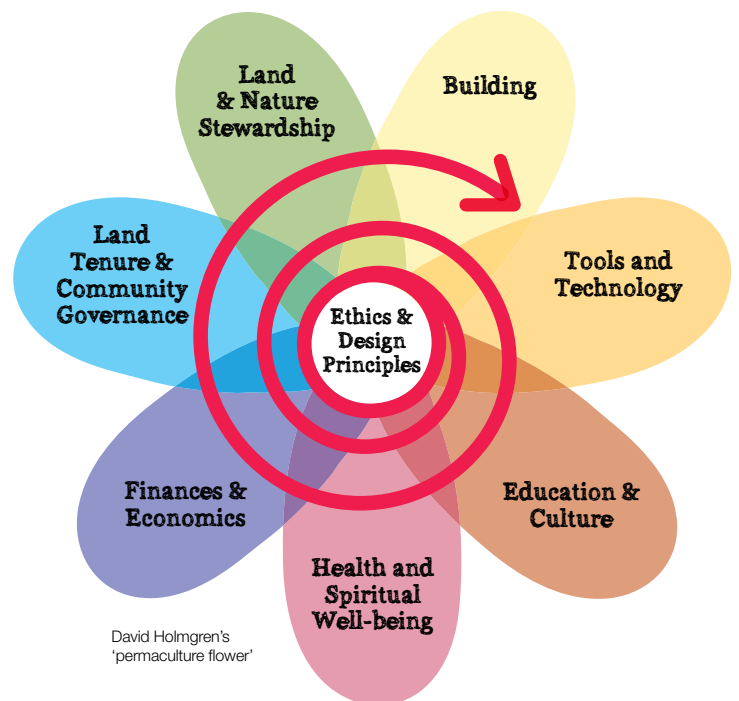 Land
& Nature
Stewardship
Building
Tools and
Technology
Education &
Culture
Health and
Spiritual
Well-being
Finances &
Economics
Land
Tenure &
Community
Governance
Ethics &
Design
Principles
David Holmgren’s
‘permaculture flower’